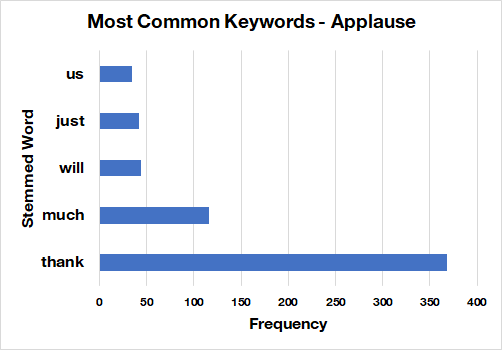 Most Common Keywords - Applause
Stemmed Word
us
just
will
much
thank
0 50 100 150 200 250 300 350 400
Frequency